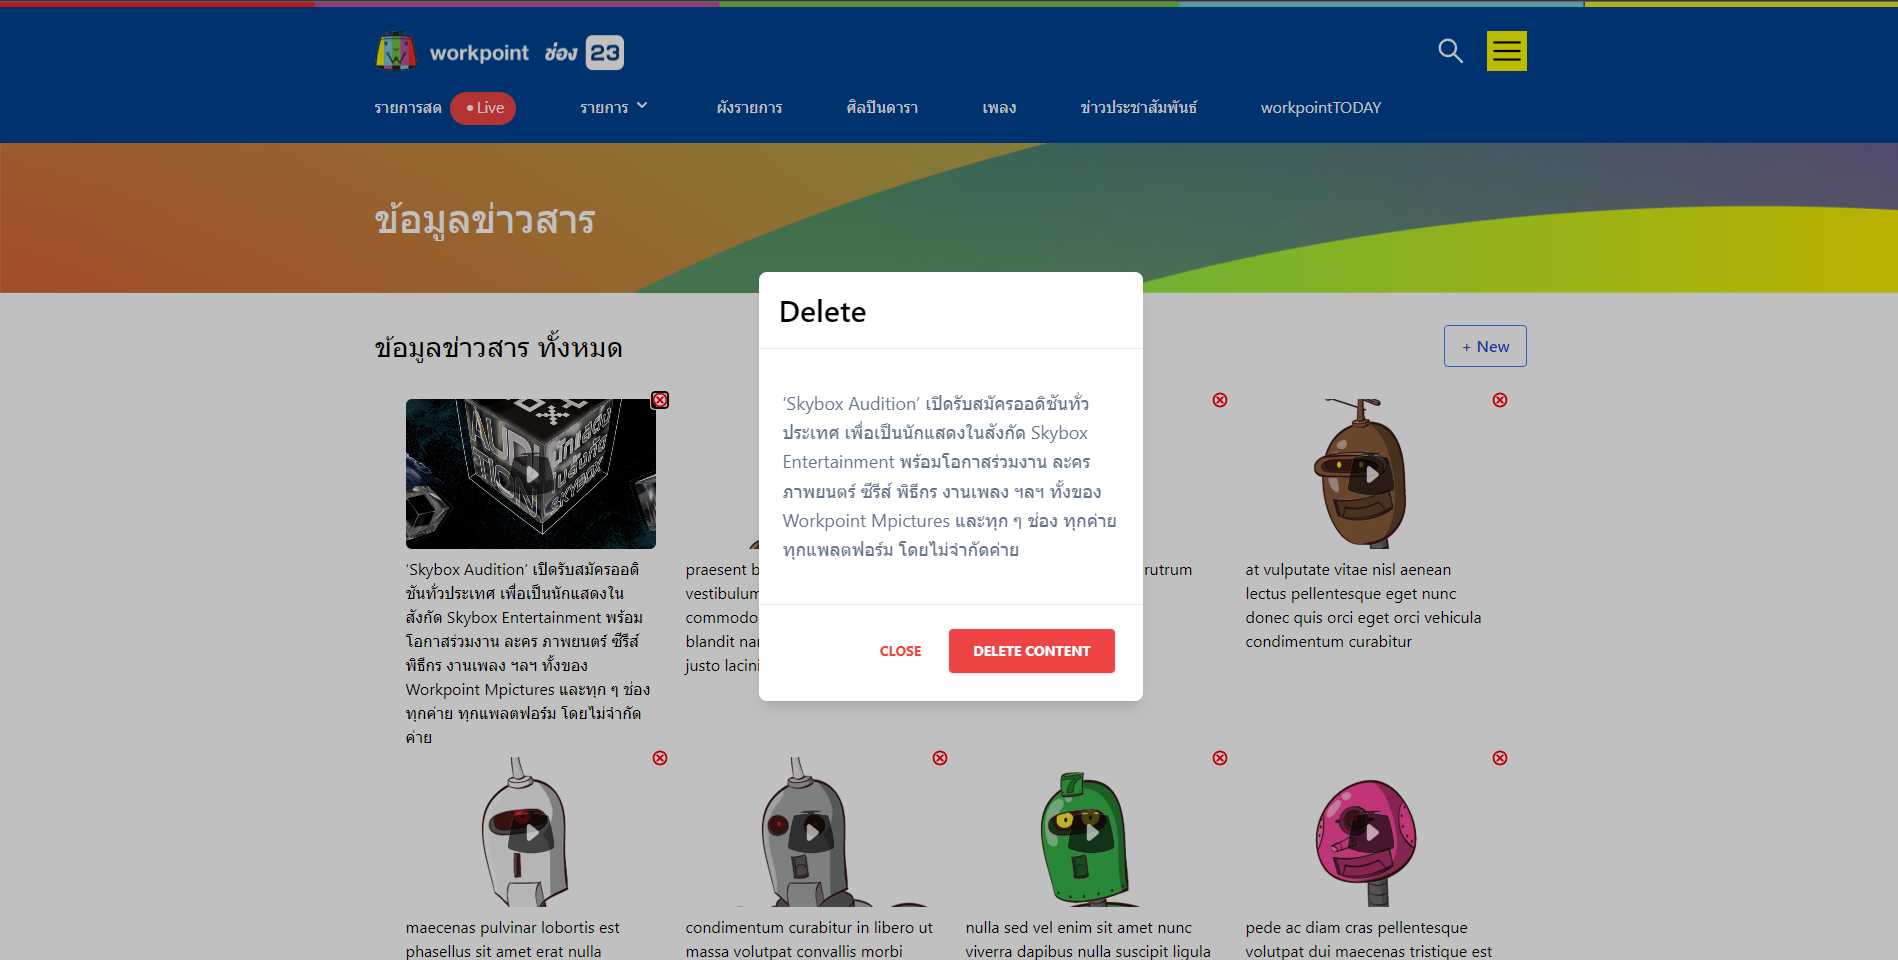 workpoint ช่อง 23
รายการสด • Live รายการ ผังรายการ ศิลปินดารา เพลง ข่าวประชาสัมพันธ์ workpointTODAY
ข้อมูลข่าวสาร
ข้อมูลข่าวสาร ทั้งหมด
+ New
Delete
‘Skybox Audition’ เปิดรับสมัครออดิชันทั่ว
ประเทศ เพื่อเป็นนักแสดงในสังกัด Skybox
Entertainment พร้อมโอกาสร่วมงาน ละคร
ภาพยนตร์ ซีรีส์ พิธีกร งานเพลง ฯลฯ ทั้งของ
Workpoint Mpictures และทุก ๆ ช่อง ทุกค่าย
ทุกแพลตฟอร์ม โดยไม่จำกัดค่าย
CLOSE
DELETE CONTENT
‘Skybox Audition’ เปิดรับสมัครออดิ
ชันทั่วประเทศ เพื่อเป็นนักแสดงใน
สังกัด Skybox Entertainment พร้อม
โอกาสร่วมงาน ละคร ภาพยนตร์ ซีรีส์
พิธีกร งานเพลง ฯลฯ ทั้งของ
Workpoint Mpictures และทุก ๆ ช่อง
ทุกค่าย ทุกแพลตฟอร์ม โดยไม่จำกัด
ค่าย
praesent b
vestibulum
commodo
blandit nar
justo lacini
rutrum
at vulputate vitae nisl aenean
lectus pellentesque eget nunc
donec quis orci eget orci vehicula
condimentum curabitur
7
maecenas pulvinar lobortis est
phasellus sit amet erat nulla
condimentum curabitur in libero ut
massa volutpat convallis morbi
nulla sed vel enim sit amet nunc
viverra dapibus nulla suscipit ligula
pede ac diam cras pellentesque
volutpat dui maecenas tristique est